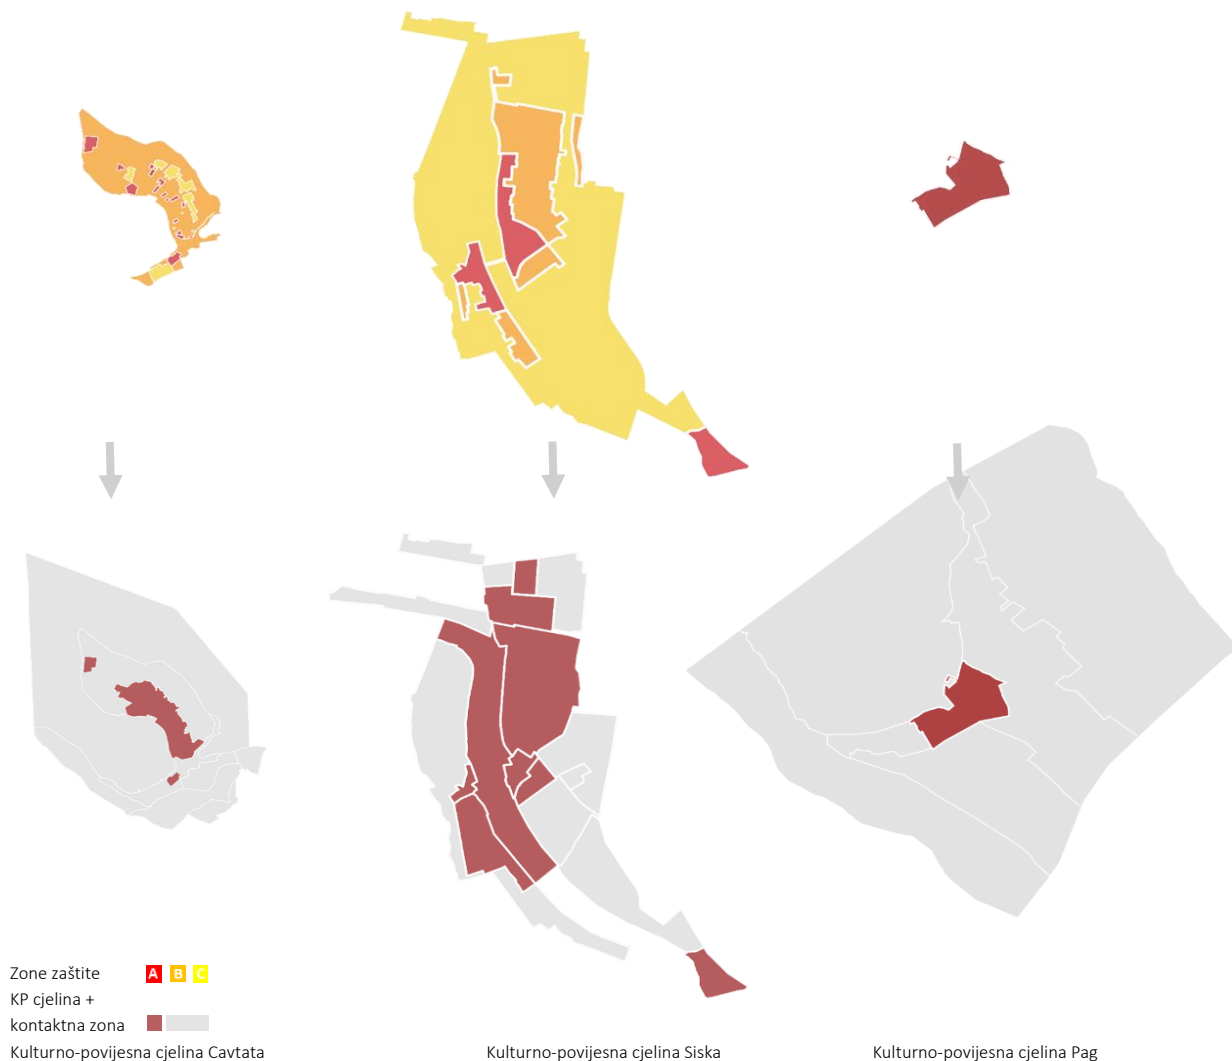 Zone zaštite A B C
KP cjelina +
kontaktna zona
Kulturno-povijesna cjelina Cavtata Kulturno-povijesna cjelina Siska Kulturno-povijesna cjelina Pag